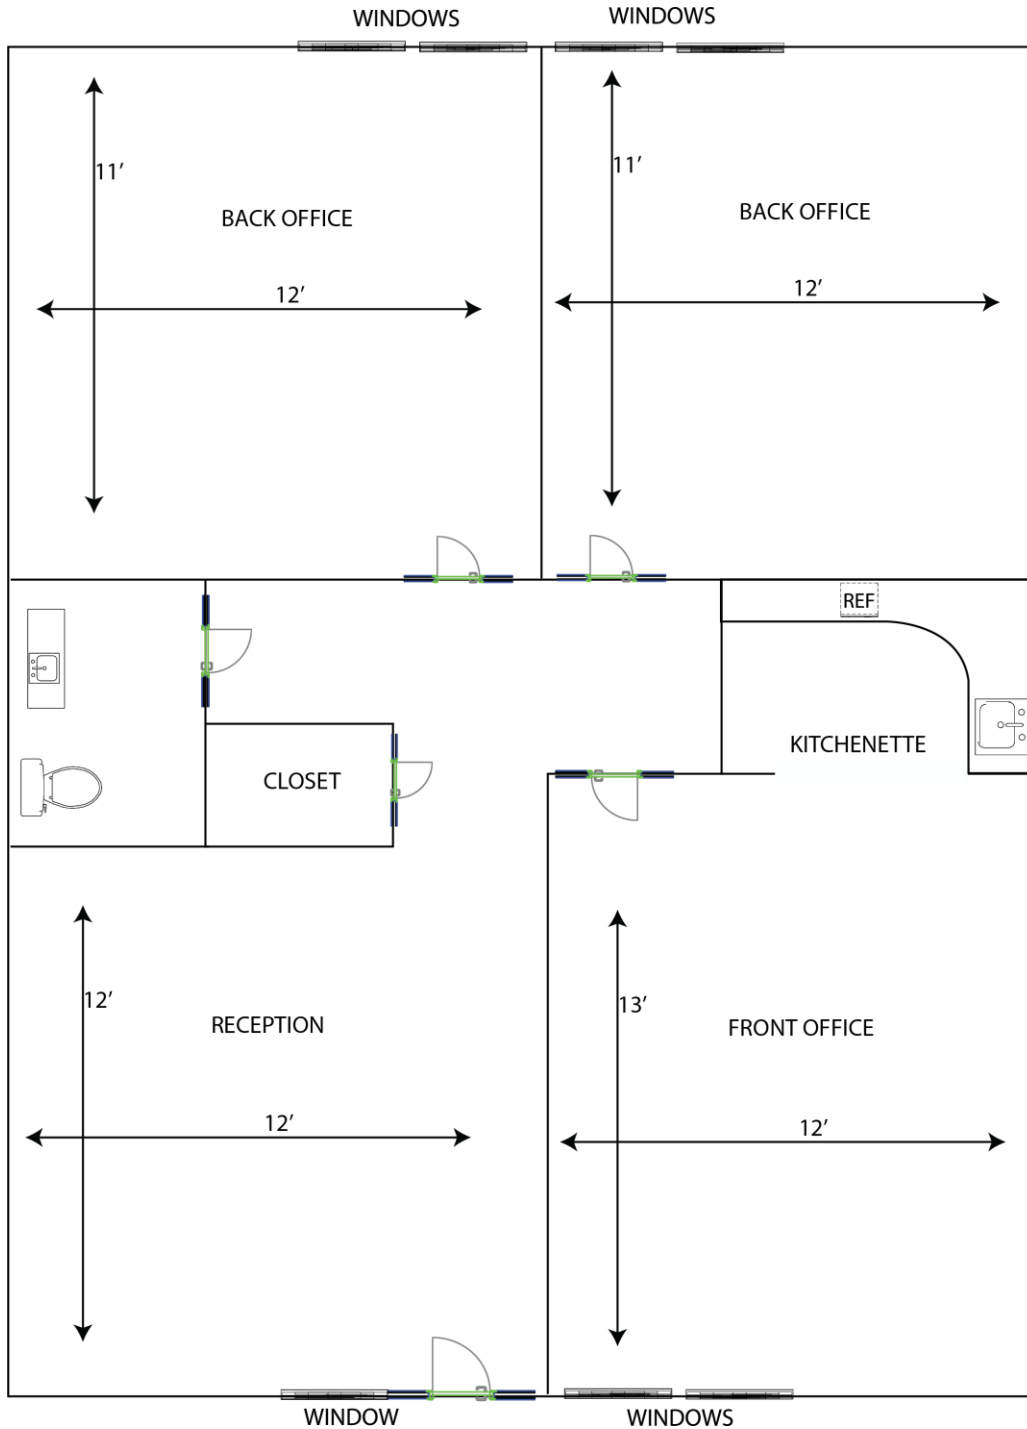 WINDOWS
WINDOWS
11’
11’
BACK OFFICE
BACK OFFICE
12’
12’
REF
KITCHENETTE
CLOSET
12’
13’
RECEPTION
FRONT OFFICE
12’
12’
WINDOW
WINDOWS